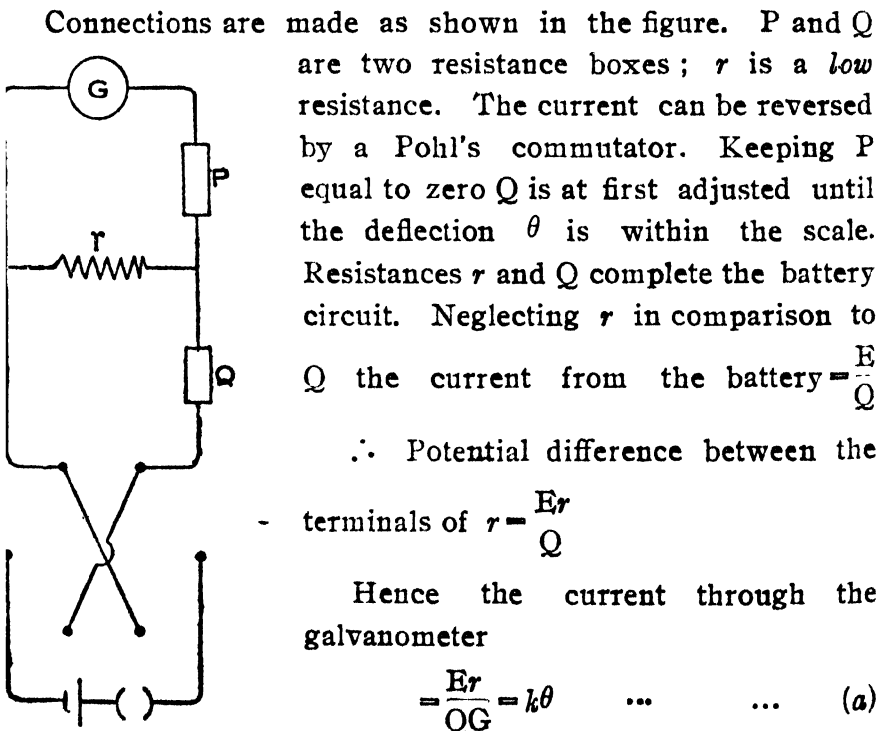 Connections are made as shown in the figure. P and Q
are two resistance boxes ; r is a low
resistance. The current can be reversed
by a Pohl's commutator. Keeping P
equal to zero Q is at first adjusted until
the deflection θ is within the scale.
Resistances r and Q complete the battery
circuit. Neglecting r in comparison to
Q the current from the battery = E/Q
∴ Potential difference between the
terminals of r = Er/Q
Hence the current through the
galvanometer
= Er/OG = kθ ... ... (a)
G
P
r
Q